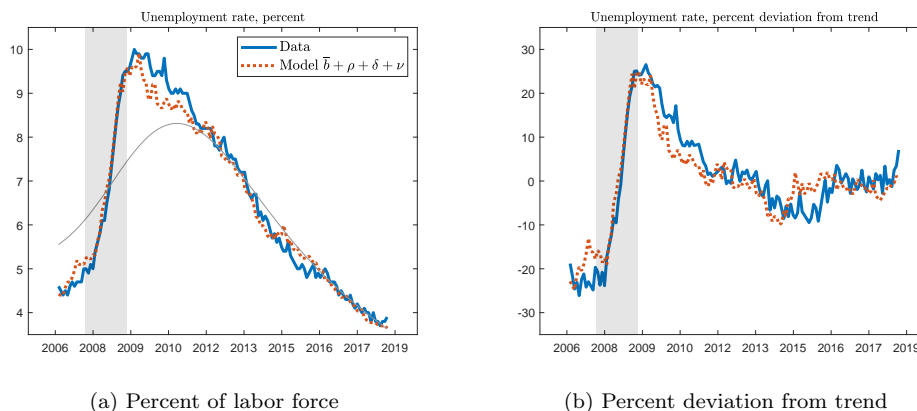 Unemployment rate, percent
10
9
8
7
6
5
4
Data
Model b̅ + ρ + δ + ν
2006 2008 2009 2010 2012 2013 2015 2016 2017 2019
(a) Percent of labor force
Unemployment rate, percent deviation from trend
30
20
10
0
-10
-20
-30
2006 2008 2009 2010 2012 2013 2015 2016 2017 2019
(b) Percent deviation from trend